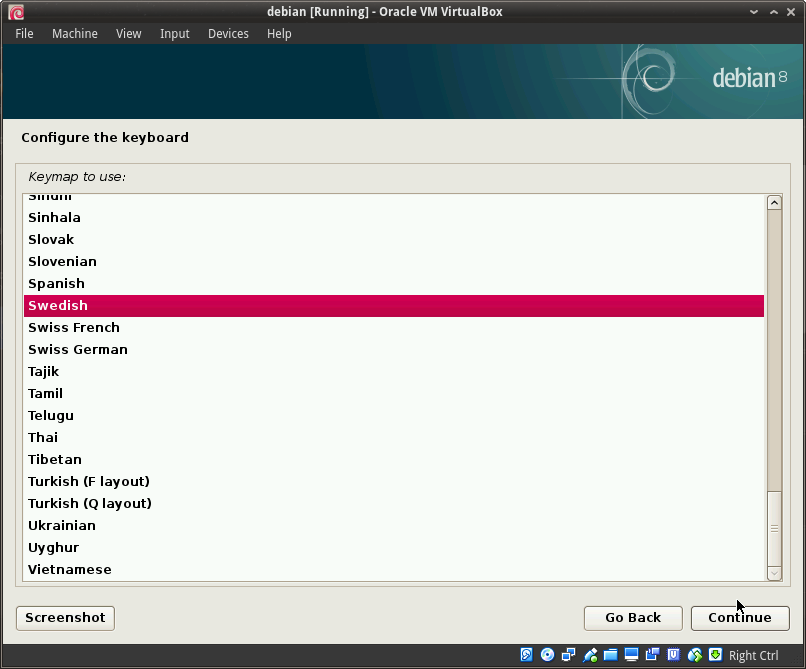 debian [Running] - Oracle VM VirtualBox
File Machine View Input Devices Help
debian 8
Configure the keyboard
Keymap to use:
Sindhi
Sinhala
Slovak
Slovenian
Spanish
Swedish
Swiss French
Swiss German
Tajik
Tamil
Telugu
Thai
Tibetan
Turkish (F layout)
Turkish (Q layout)
Ukrainian
Uyghur
Vietnamese
Screenshot Go Back Continue
Right Ctrl